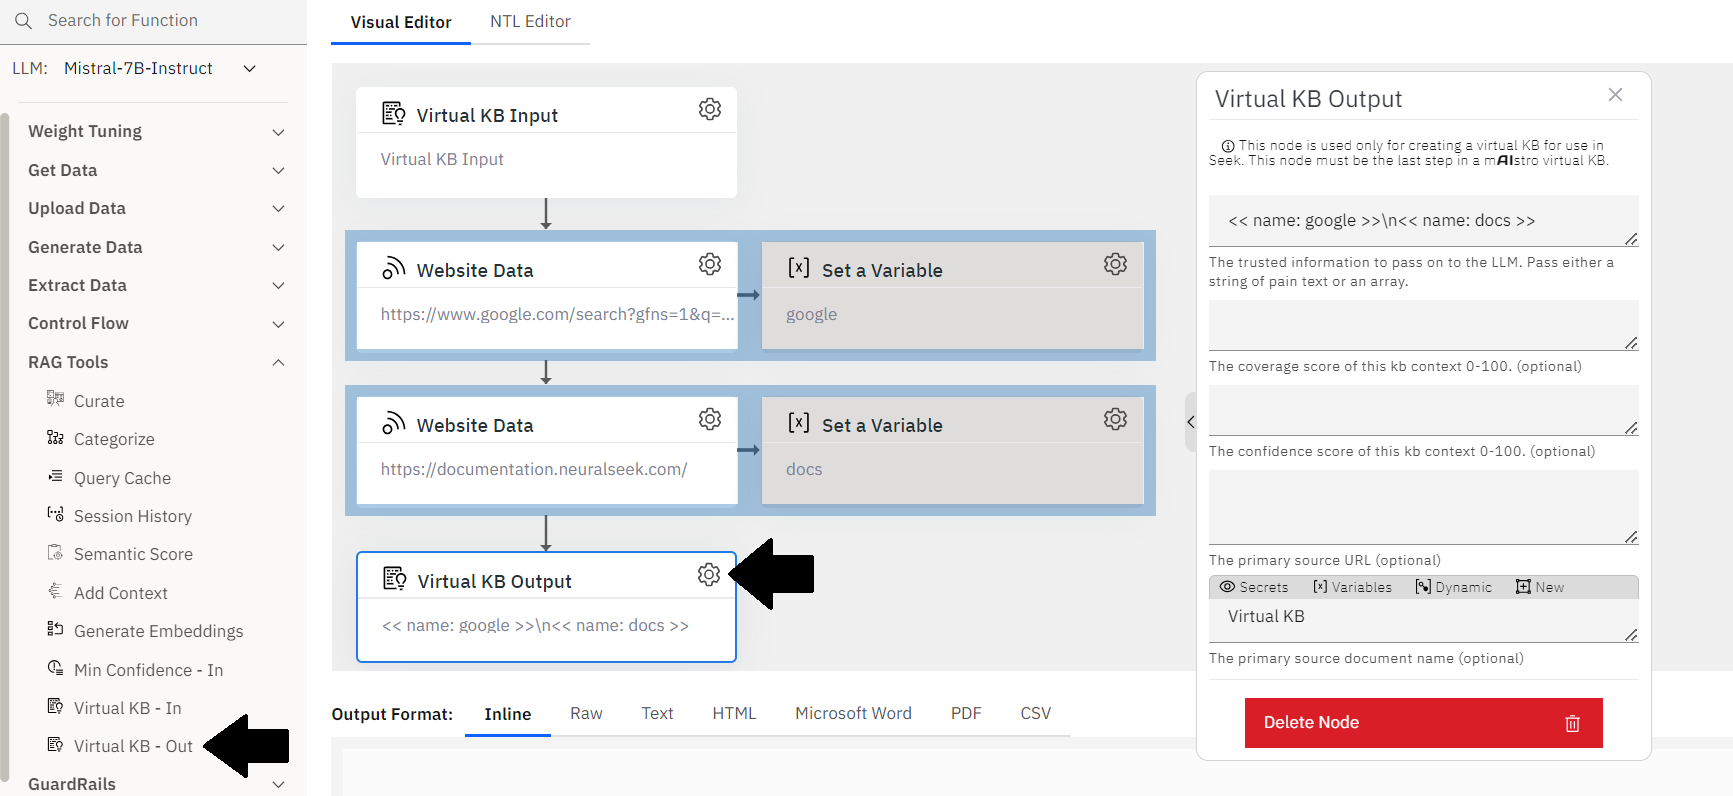 Search for Function
LLM: Mistral-7B-Instruct
Weight Tuning
Get Data
Upload Data
Generate Data
Extract Data
Control Flow
RAG Tools
Curate
Categorize
Query Cache
Session History
Semantic Score
Add Context
Generate Embeddings
Min Confidence - In
Virtual KB - In
Virtual KB - Out
GuardRails
Visual Editor
NTL Editor
Virtual KB Input
Virtual KB Input
Website Data
https://www.google.com/search?gfns=1&q=...
Set a Variable
google
Website Data
https://documentation.neuralseek.com/
Set a Variable
docs
Virtual KB Output
<< name: google >>\n<< name: docs >>
Output Format:
Inline
Raw
Text
HTML
Microsoft Word
PDF
CSV
Virtual KB Output
This node is used only for creating a virtual KB for use in
Seek. This node must be the last step in a mAIstro virtual KB.
<< name: google >>\n<< name: docs >>
The trusted information to pass on to the LLM. Pass either a
string of pain text or an array.
The coverage score of this kb context 0-100. (optional)
The confidence score of this kb context 0-100. (optional)
The primary source URL (optional)
Secrets
Variables
Dynamic
New
Virtual KB
The primary source document name (optional)
Delete Node